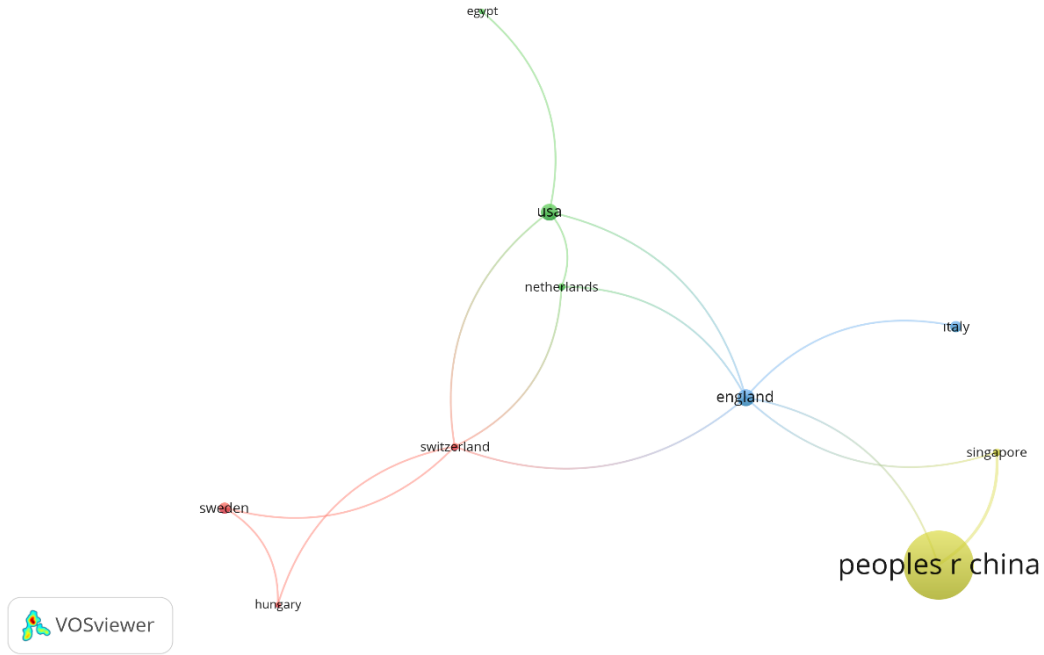 egypt
usa
netherlands
italy
england
switzerland
singapore
sweden
peoples r china
hungary
VOSviewer